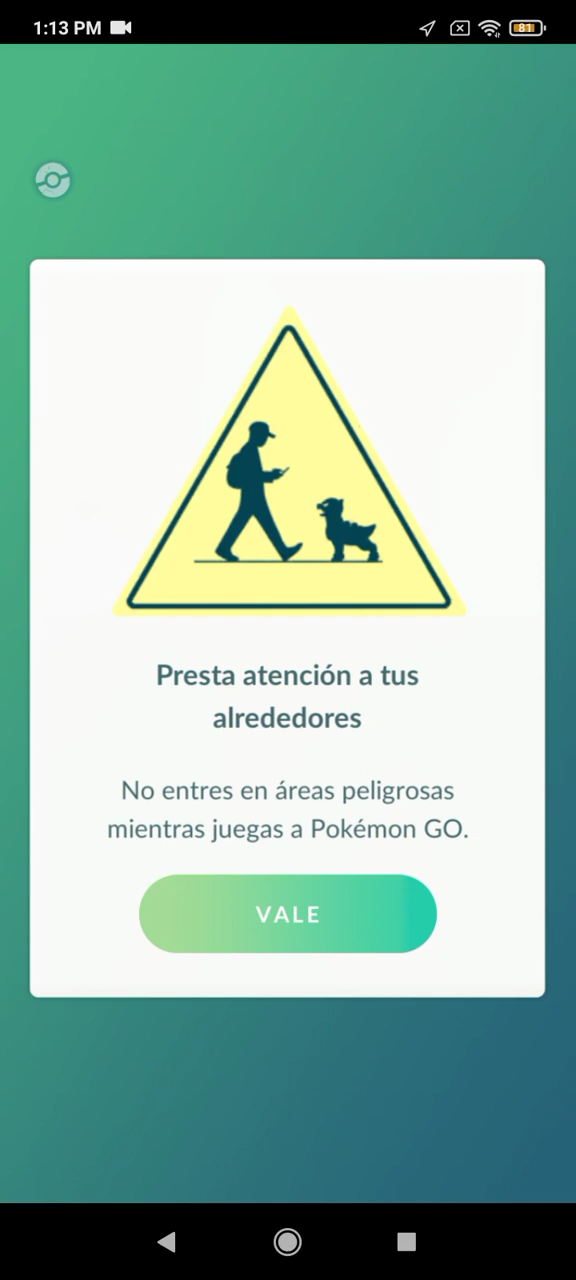 1:13 PM
81
Presta atención a tus
alrededores
No entres en áreas peligrosas
mientras juegas a Pokémon GO.
VALE